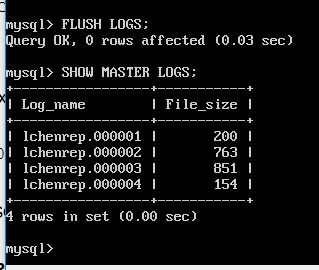 mysql> FLUSH LOGS;
Query OK, 0 rows affected (0.03 sec)
mysql> SHOW MASTER LOGS;
+-----------------+-----------+
| Log_name        | File_size |
+-----------------+-----------+
| lchenrep.000001 |       200 |
| lchenrep.000002 |       763 |
| lchenrep.000003 |       851 |
| lchenrep.000004 |       154 |
+-----------------+-----------+
4 rows in set (0.00 sec)
mysql>